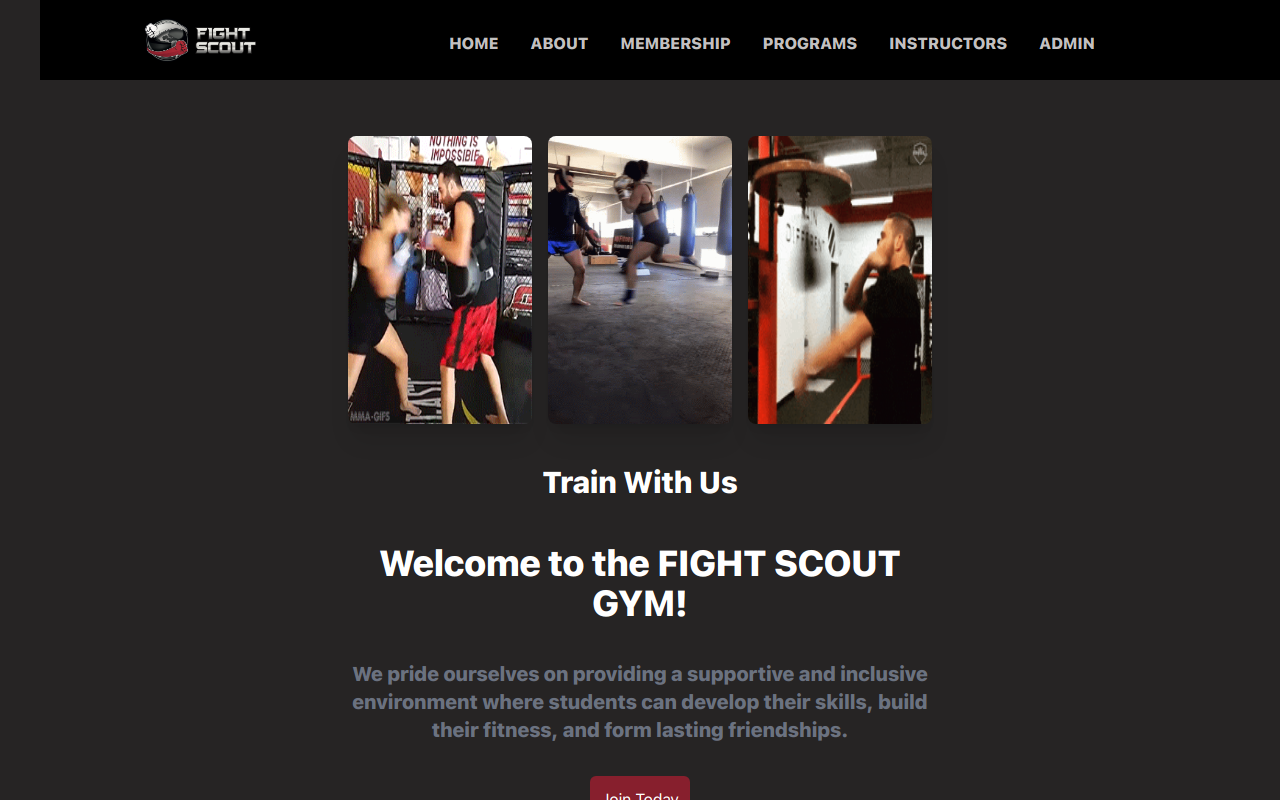 FIGHT
SCOUT
HOME ABOUT MEMBERSHIP PROGRAMS INSTRUCTORS ADMIN
NOTHING IS
IMPOSSIBLE
MMA-GIFS
Train With Us
Welcome to the FIGHT SCOUT
GYM!
We pride ourselves on providing a supportive and inclusive
environment where students can develop their skills, build
their fitness, and form lasting friendships.
Join Today